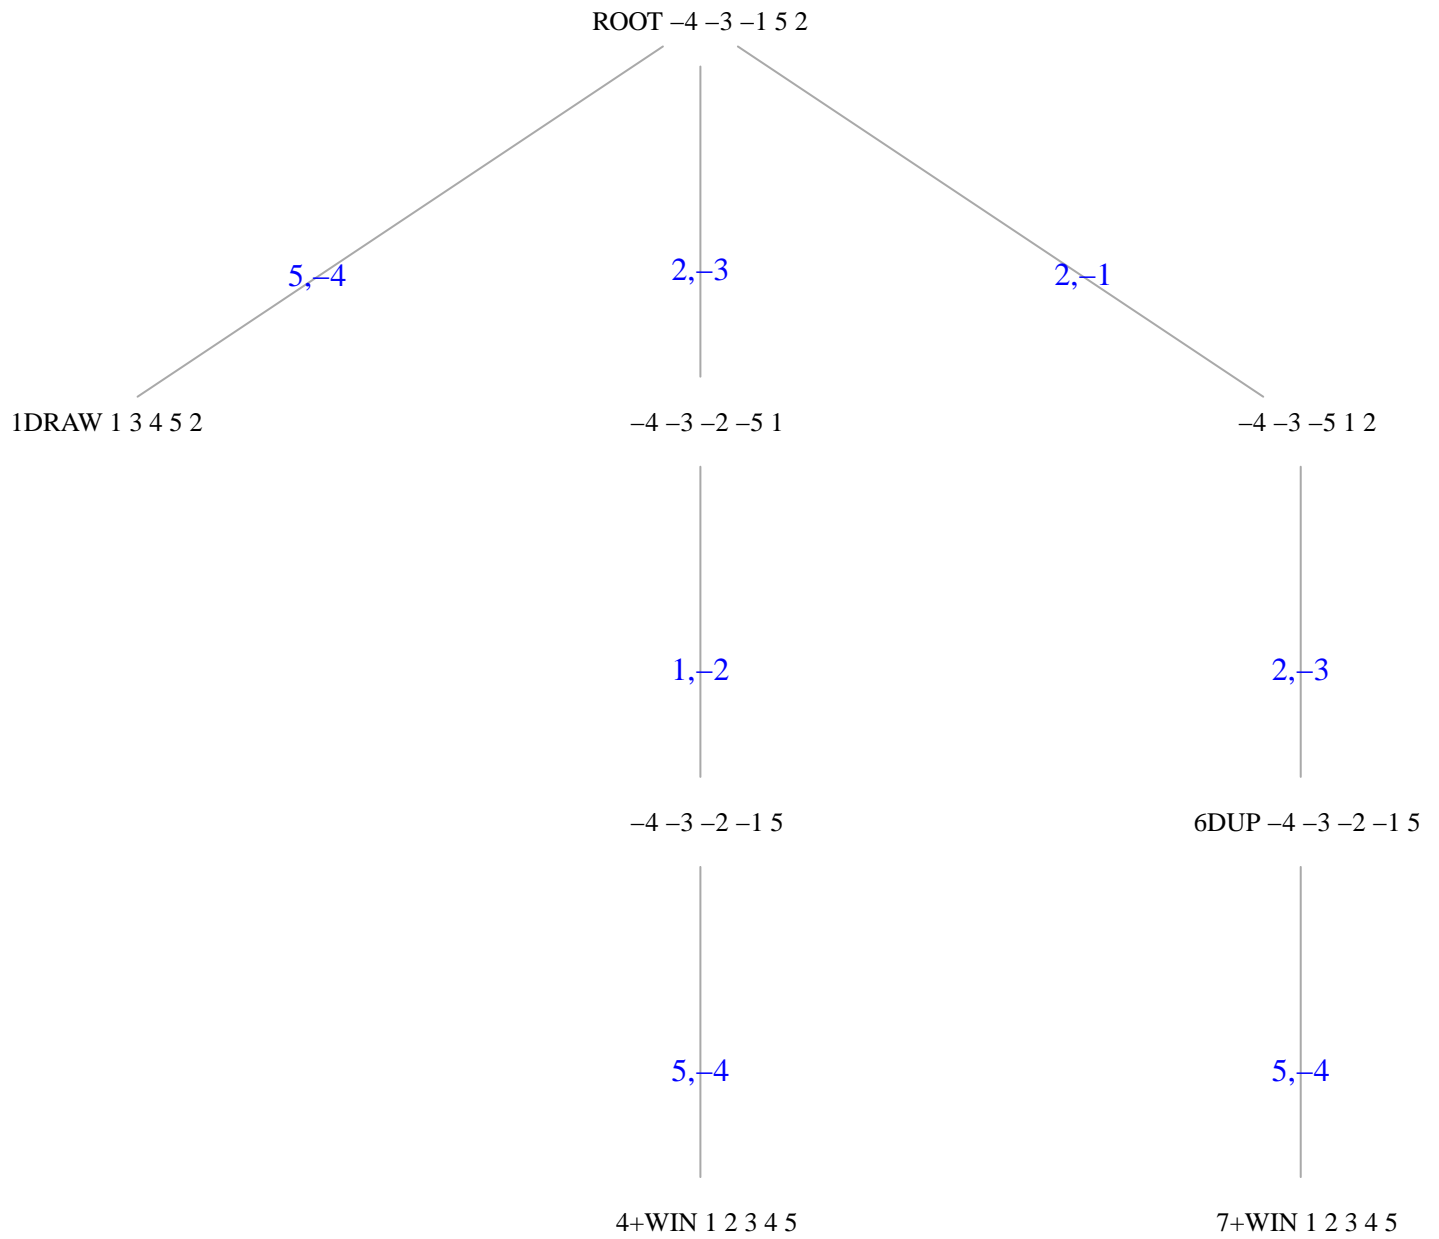 ROOT –4 –3 –1 5 2
5,–4
2,–3
2,–1
1DRAW 1 3 4 5 2
–4 –3 –2 –5 1
–4 –3 –5 1 2
1,–2
2,–3
–4 –3 –2 –1 5
6DUP –4 –3 –2 –1 5
5,–4
5,–4
4+WIN 1 2 3 4 5
7+WIN 1 2 3 4 5